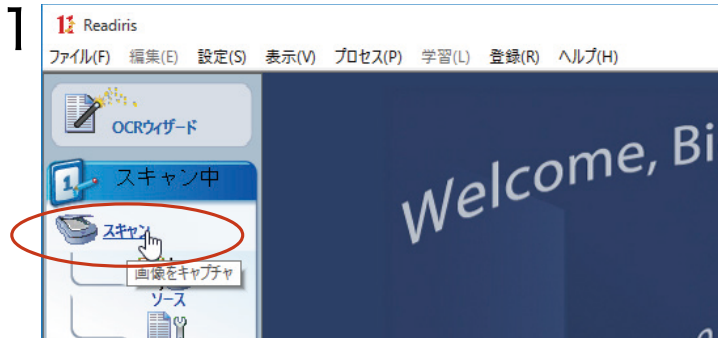 1
Readiris
ファイル(F) 編集(E) 設定(S) 表示(V) プロセス(P) 学習(L) 登録(R) ヘルプ(H)
OCRウィザード
1 スキャン中
スキャン
画像をキャプチャ
ソース
Welcome, Bi